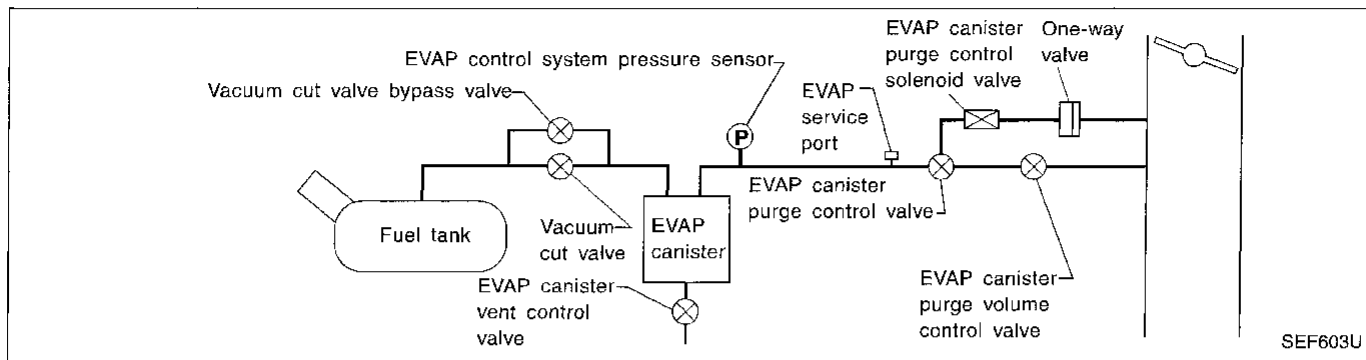 EVAP canister
purge control
solenoid valve
One-way
valve
EVAP control system pressure sensor
Vacuum cut valve bypass valve
EVAP
service
port
P
EVAP canister
purge control valve
Fuel tank
Vacuum
cut valve
EVAP
canister
EVAP canister
vent control
valve
EVAP canister
purge volume
control valve
SEF603U